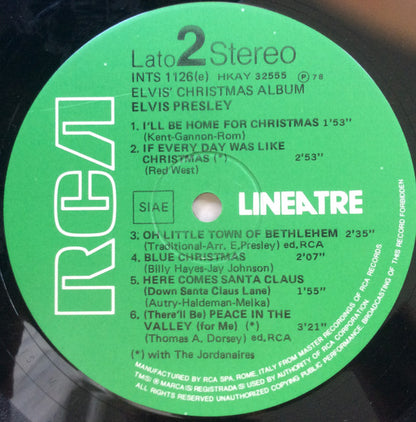 Lato 2 Stereo
INTS 1126(e) HKAY 32555 Ⓟ 78
ELVIS' CHRISTMAS ALBUM
ELVIS PRESLEY
1. I'LL BE HOME FOR CHRISTMAS 1'53"
(Kent-Gannon-Rom)
2. IF EVERY DAY WAS LIKE
CHRISTMAS (*) 2'53"
(Red West)
RCA
SIAE
LINEATRE
3. OH LITTLE TOWN OF BETHLEHEM 2'35"
(Traditional-Arr. E.Presley) ed,RCA
4. BLUE CHRISTMAS 2'07"
(Billy Hayes-Jay Johnson)
5. HERE COMES SANTA CLAUS
(Down Santa Claus Lane) 1'55"
(Autry-Haldeman-Melka)
6. (There'll Be) PEACE IN THE
VALLEY (for Me) (*) 3'21"
(Thomas A, Dorsey) ed,RCA
(*) with The Jordanaires
MANUFACTURED BY RCA SPA, ROME, ITALY FROM MASTER RECORDINGS OF RCA RECORDS
TMS(s) ® MARCA(S) REGISTRADA(S) USED BY AUTHORITY OF RCA CORPORATION
ALL RIGHTS RESERVED UNAUTHORIZED COPYING PUBLIC PERFORMANCE, BROADCASTING OF THIS RECORD FORBIDDEN